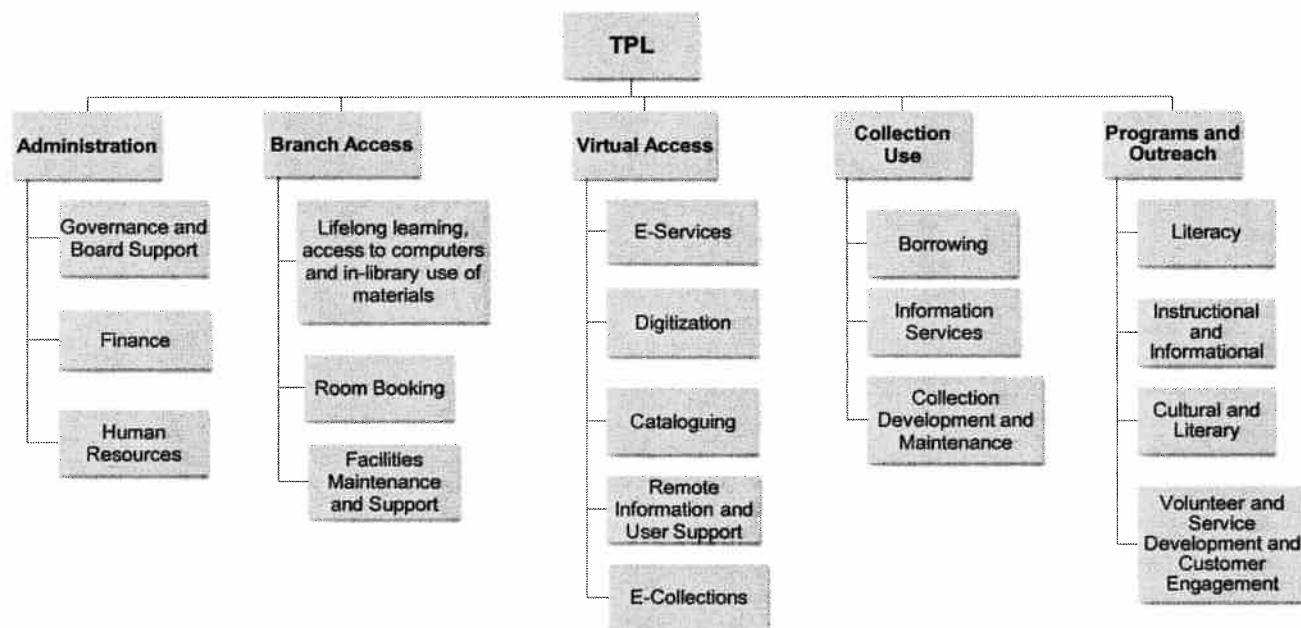 TPL
Administration
Governance and
Board Support
Finance
Human
Resources
Branch Access
Lifelong learning,
access to computers
and in-library use of
materials
Room Booking
Facilities
Maintenance
and Support
Virtual Access
E-Services
Digitization
Cataloguing
Remote
Information and
User Support
E-Collections
Collection
Use
Borrowing
Information
Services
Collection
Development and
Maintenance
Programs and
Outreach
Literacy
Instructional
and
Informational
Cultural and
Literary
Volunteer and
Service
Development and
Customer
Engagement